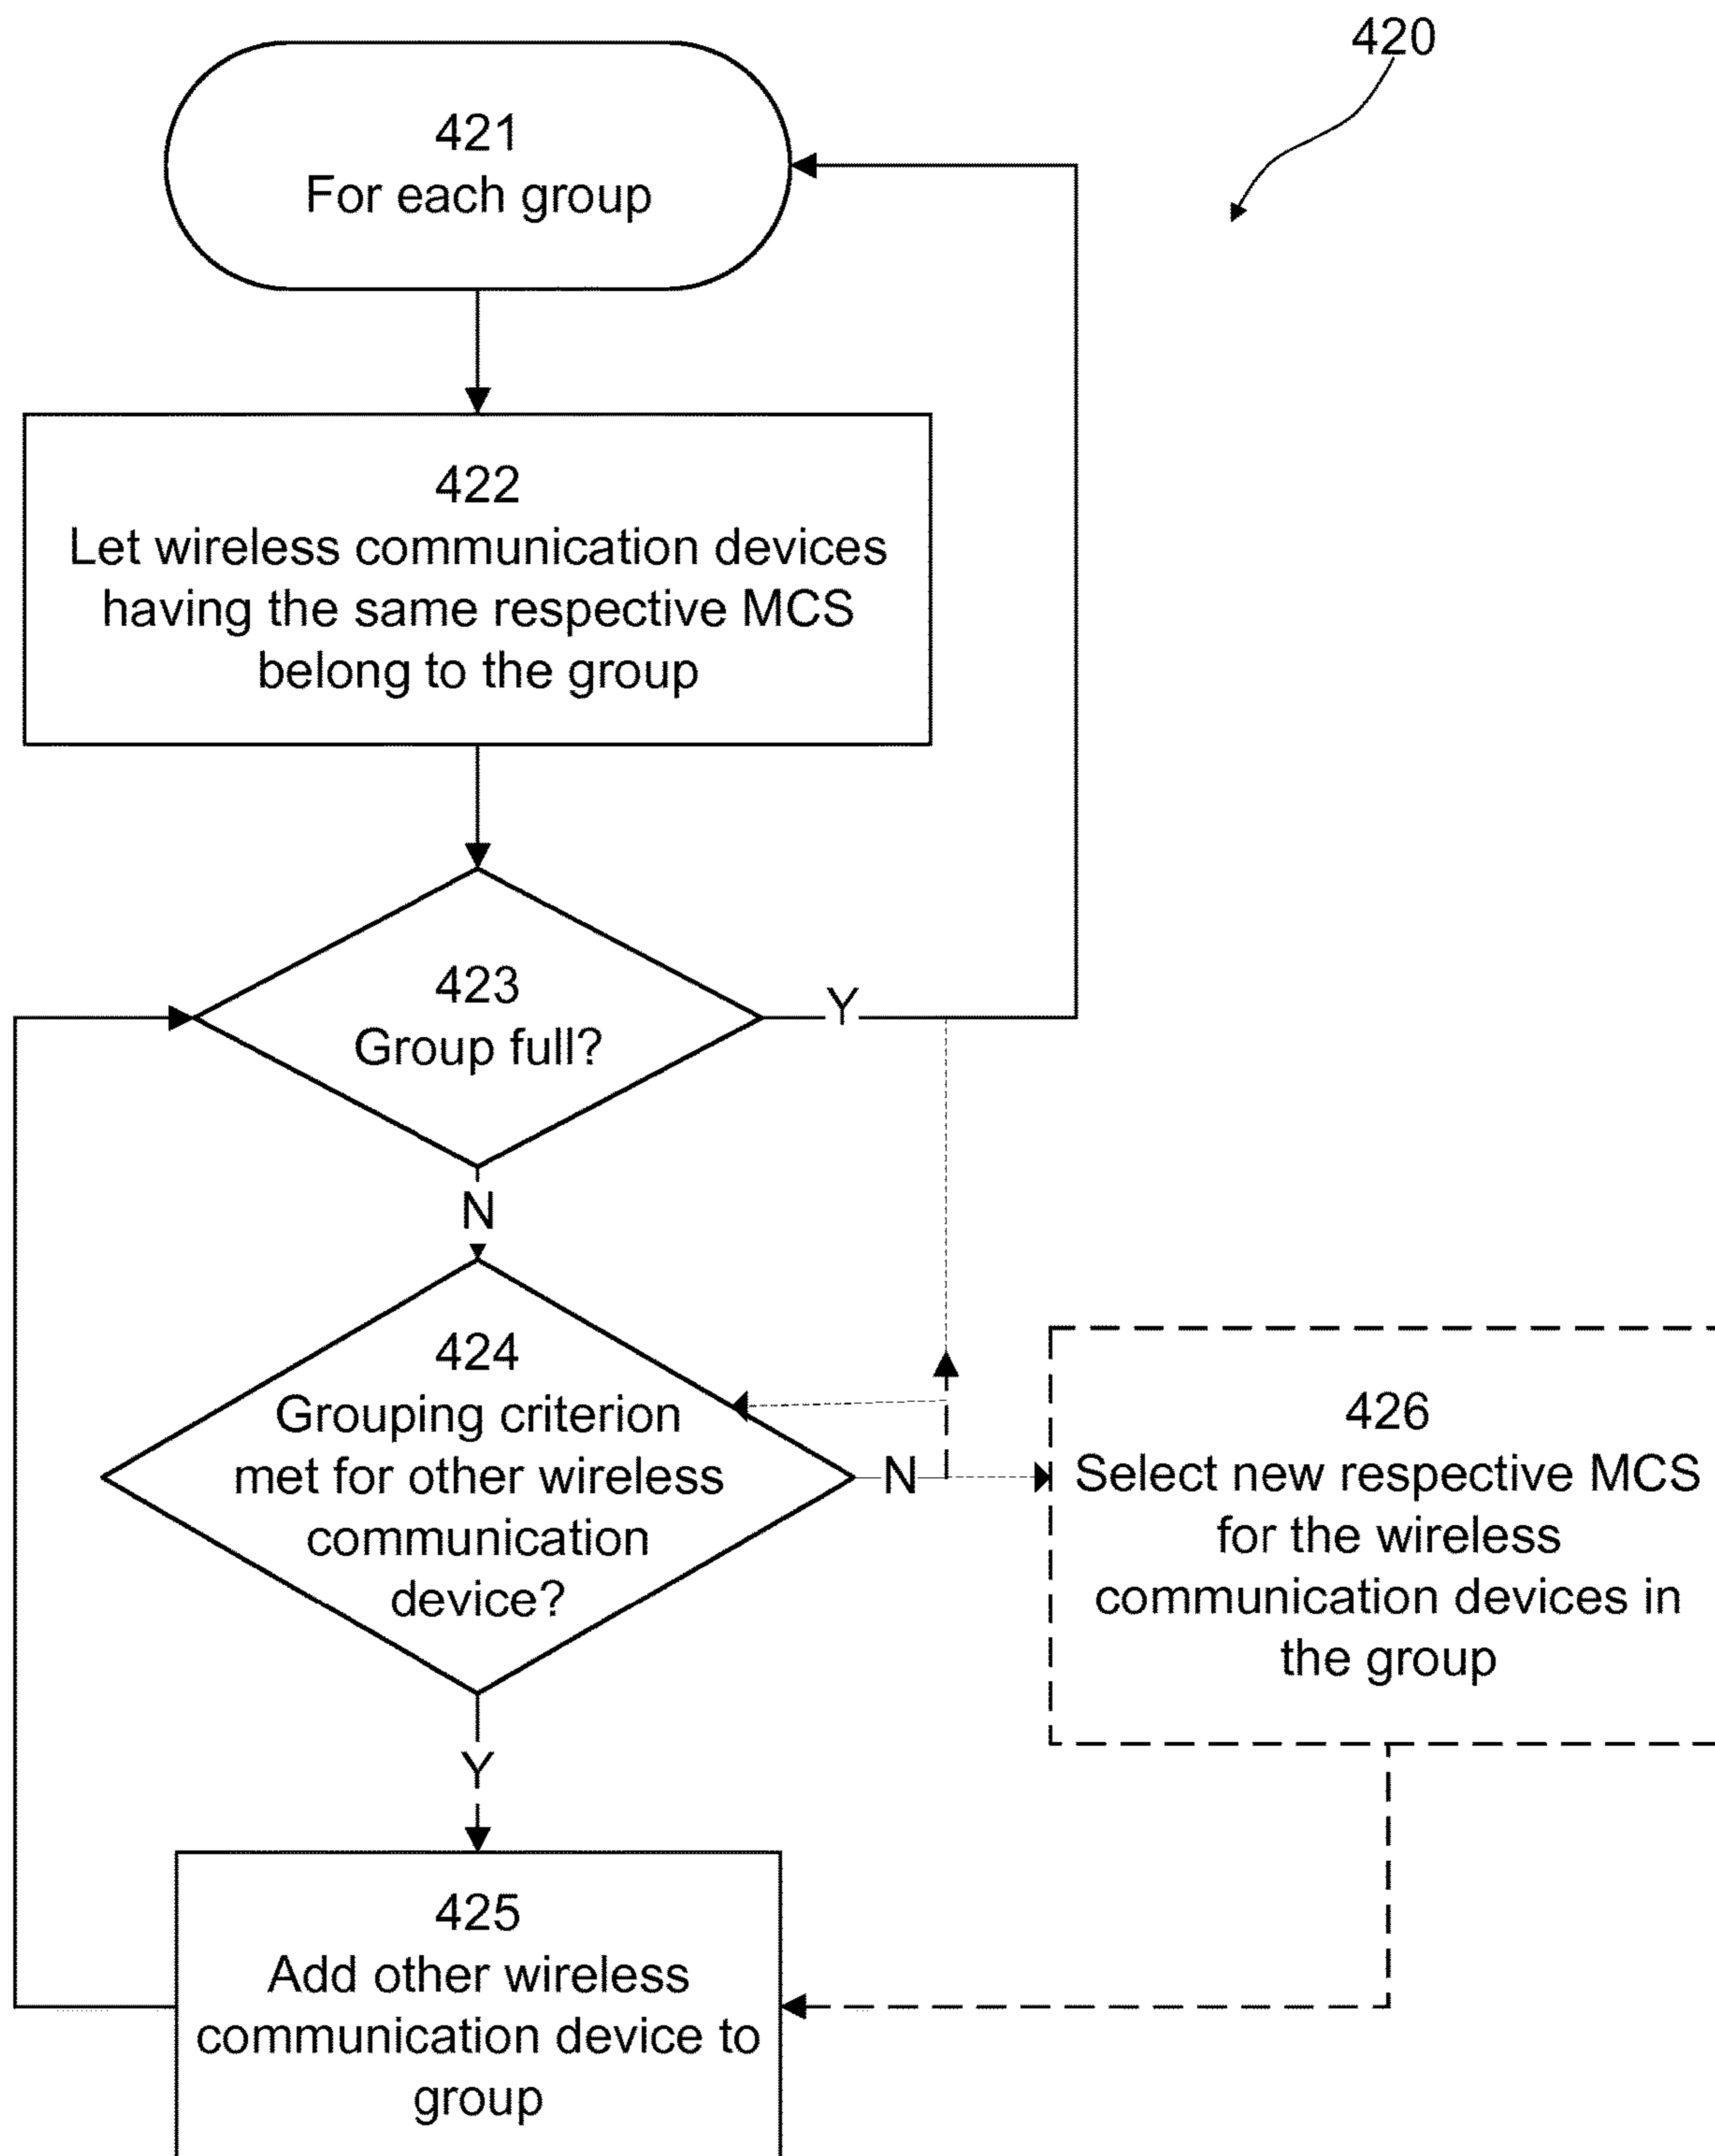 420
421
For each group
422
Let wireless communication devices
having the same respective MCS
belong to the group
423
Group full?
Y
N
424
Grouping criterion
met for other wireless
communication
device?
N
Y
426
Select new respective MCS
for the wireless
communication devices in
the group
425
Add other wireless
communication device to
group